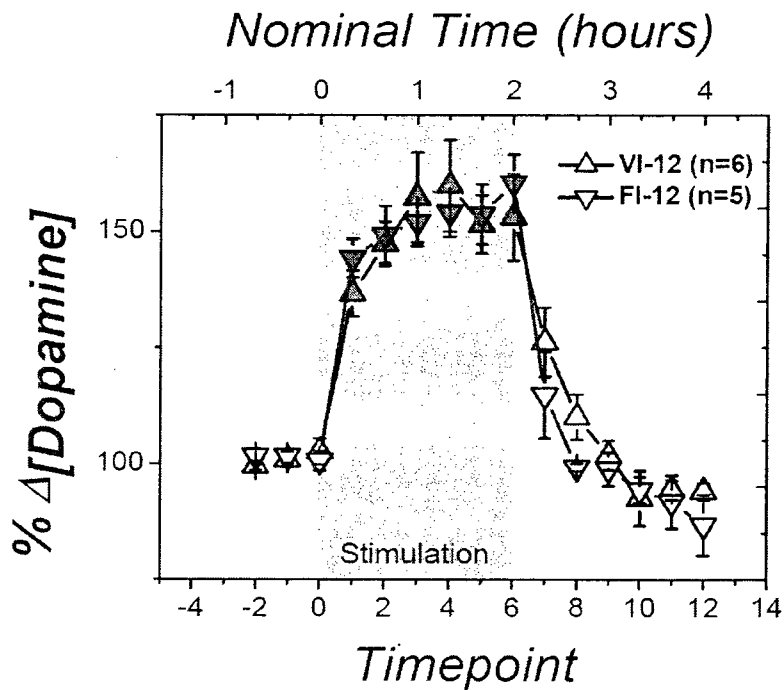 Nominal Time (hours)
-1 0 1 2 3 4
VI-12 (n=6)
FI-12 (n=5)
% Δ[Dopamine]
150
100
Stimulation
-4 -2 0 2 4 6 8 10 12 14
Timepoint